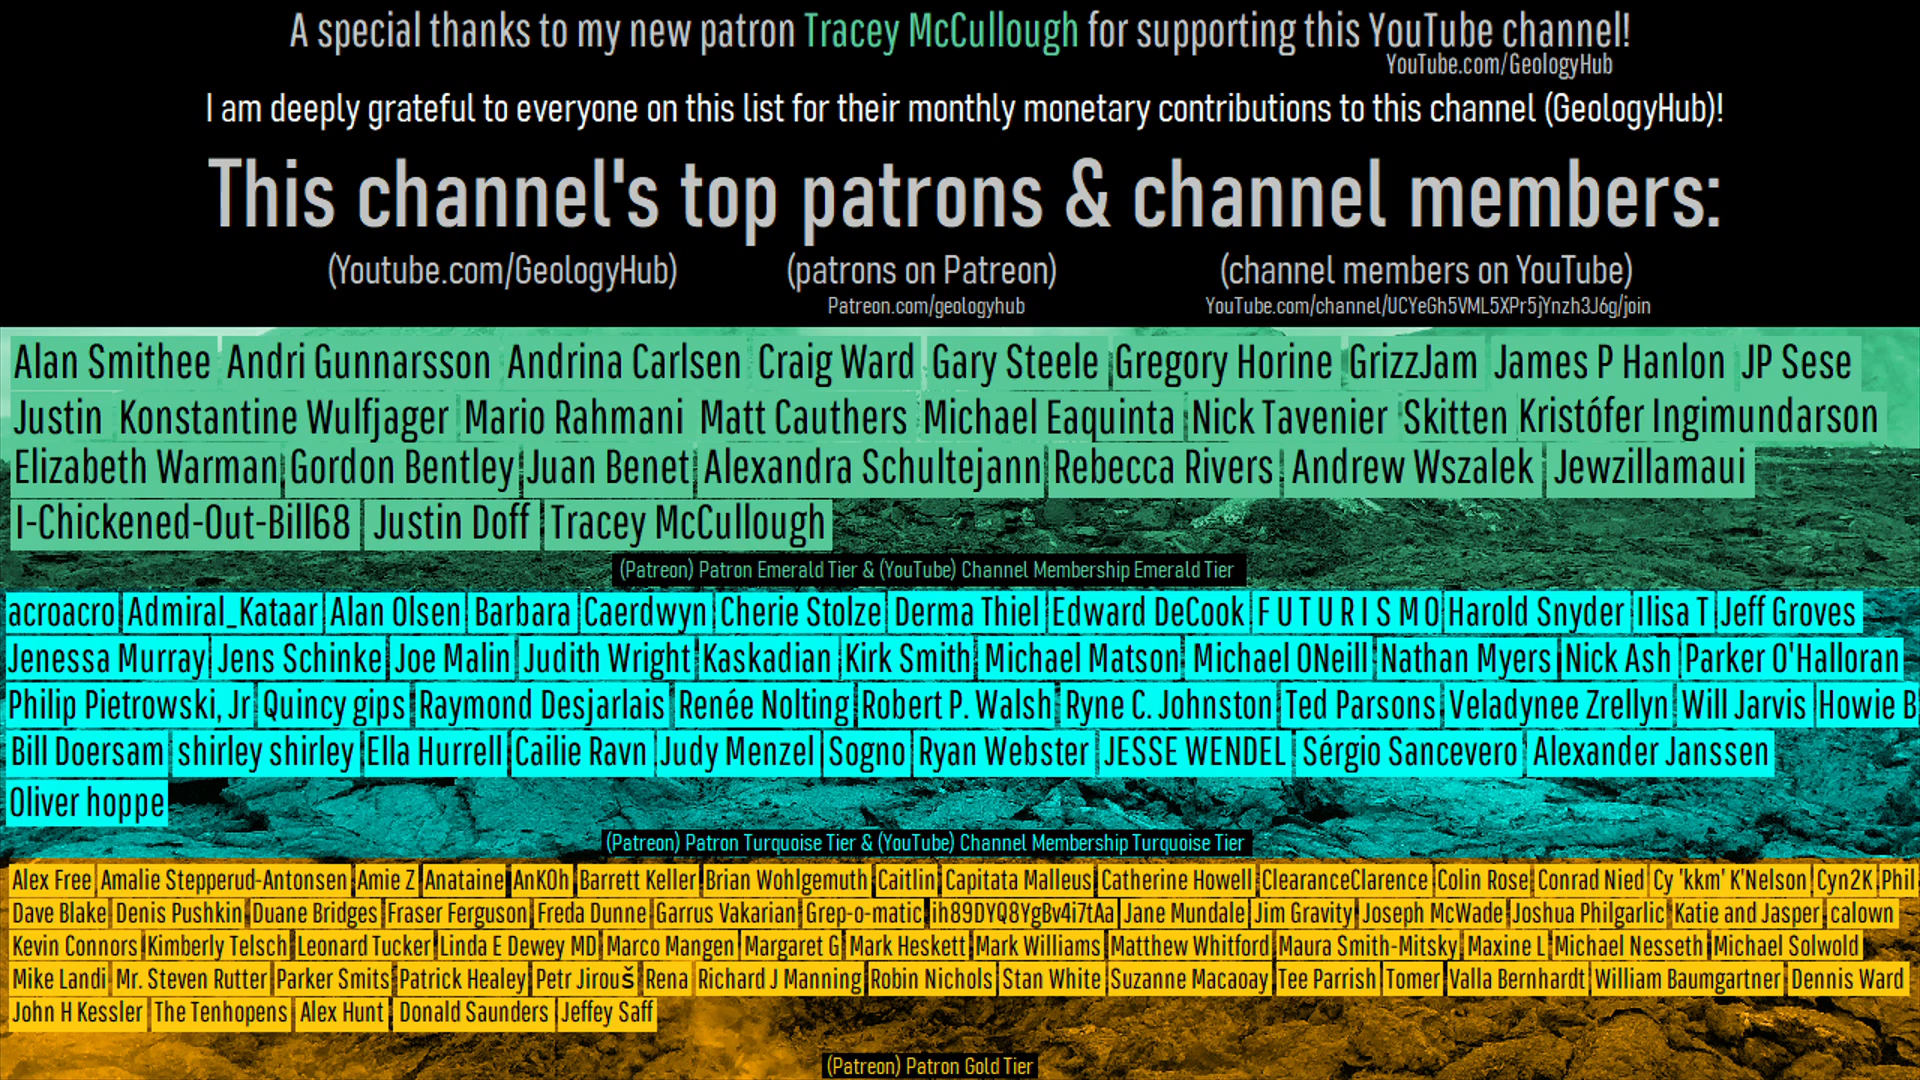 A special thanks to my new patron Tracey McCullough for supporting this YouTube channel!
YouTube.com/GeologyHub
I am deeply grateful to everyone on this list for their monthly monetary contributions to this channel (GeologyHub)!
This channel's top patrons & channel members:
(Youtube.com/GeologyHub) (patrons on Patreon) (channel members on YouTube)
Patreon.com/geologyhub YouTube.com/channel/UCYeGh5VML5XPr5jYnzh3J6g/join
Alan Smithee Andri Gunnarsson Andrina Carlsen Craig Ward Gary Steele Gregory Horine GrizzJam James P Hanlon JP Sese
Justin Konstantine Wulfjager Mario Rahmani Matt Cauthers Michael Eaquinta Nick Tavenier Skitten Kristófer Ingimundarson
Elizabeth Warman Gordon Bentley Juan Benet Alexandra Schultejann Rebecca Rivers Andrew Wszalek Jewzillamaui
I-Chickened-Out-Bill68 Justin Doff Tracey McCullough
(Patreon) Patron Emerald Tier & (YouTube) Channel Membership Emerald Tier
acroacro Admiral_Kataar Alan Olsen Barbara Caerdwyn Cherie Stolze Derma Thiel Edward DeCook F U T U R I S M O Harold Snyder Ilisa T Jeff Groves
Jenessa Murray Jens Schinke Joe Malin Judith Wright Kaskadian Kirk Smith Michael Matson Michael ONeill Nathan Myers Nick Ash Parker O'Halloran
Philip Pietrowski, Jr Quincy gips Raymond Desjarlais Renée Nolting Robert P. Walsh Ryne C. Johnston Ted Parsons Veladynee Zrellyn Will Jarvis Howie B
Bill Doersam shirley shirley Ella Hurrell Cailie Ravn Judy Menzel Sogno Ryan Webster JESSE WENDEL Sérgio Sancevero Alexander Janssen
Oliver hoppe
(Patreon) Patron Turquoise Tier & (YouTube) Channel Membership Turquoise Tier
Alex Free Amalie Stepperud-Antonsen Amie Z Anataine AnKOh Barrett Keller Brian Wohlgemuth Caitlin Capitata Malleus Catherine Howell ClearanceClarence Colin Rose Conrad Nied Cy 'kkm' K'Nelson Cyn2K Phil
Dave Blake Denis Pushkin Duane Bridges Fraser Ferguson Freda Dunne Garrus Vakarian Grep-o-matic ih89DYQ8YgBv4i7tAa Jane Mundale Jim Gravity Joseph McWade Joshua Philgarlic Katie and Jasper calown
Kevin Connors Kimberly Telsch Leonard Tucker Linda E Dewey MD Marco Mangen Margaret G Mark Heskett Mark Williams Matthew Whitford Maura Smith-Mitsky Maxine L Michael Nesseth Michael Solwold
Mike Landi Mr. Steven Rutter Parker Smits Patrick Healey Petr Jirouš Rena Richard J Manning Robin Nichols Stan White Suzanne Macaoay Tee Parrish Tomer Valla Bernhardt William Baumgartner Dennis Ward
John H Kessler The Tenhopens Alex Hunt Donald Saunders Jeffey Saff
(Patreon) Patron Gold Tier